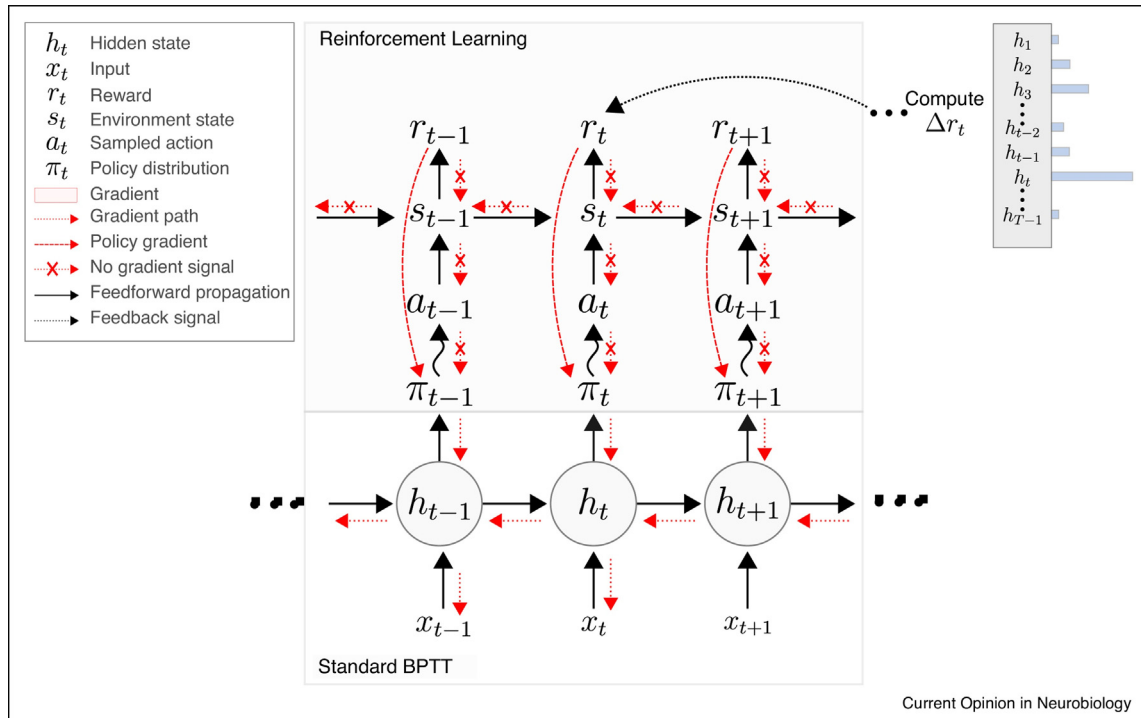 h_t Hidden state
x_t Input
r_t Reward
s_t Environment state
a_t Sampled action
π_t Policy distribution
Gradient
Gradient path
Policy gradient
No gradient signal
Feedforward propagation
Feedback signal
Reinforcement Learning
r_{t−1} r_t r_{t+1}
s_{t−1} s_t s_{t+1}
a_{t−1} a_t a_{t+1}
π_{t−1} π_t π_{t+1}
h_{t−1} h_t h_{t+1}
x_{t−1} x_t x_{t+1}
Standard BPTT
Compute
Δr_t
h_1
h_2
h_3
h_{t−2}
h_{t−1}
h_t
h_{T−1}
Current Opinion in Neurobiology